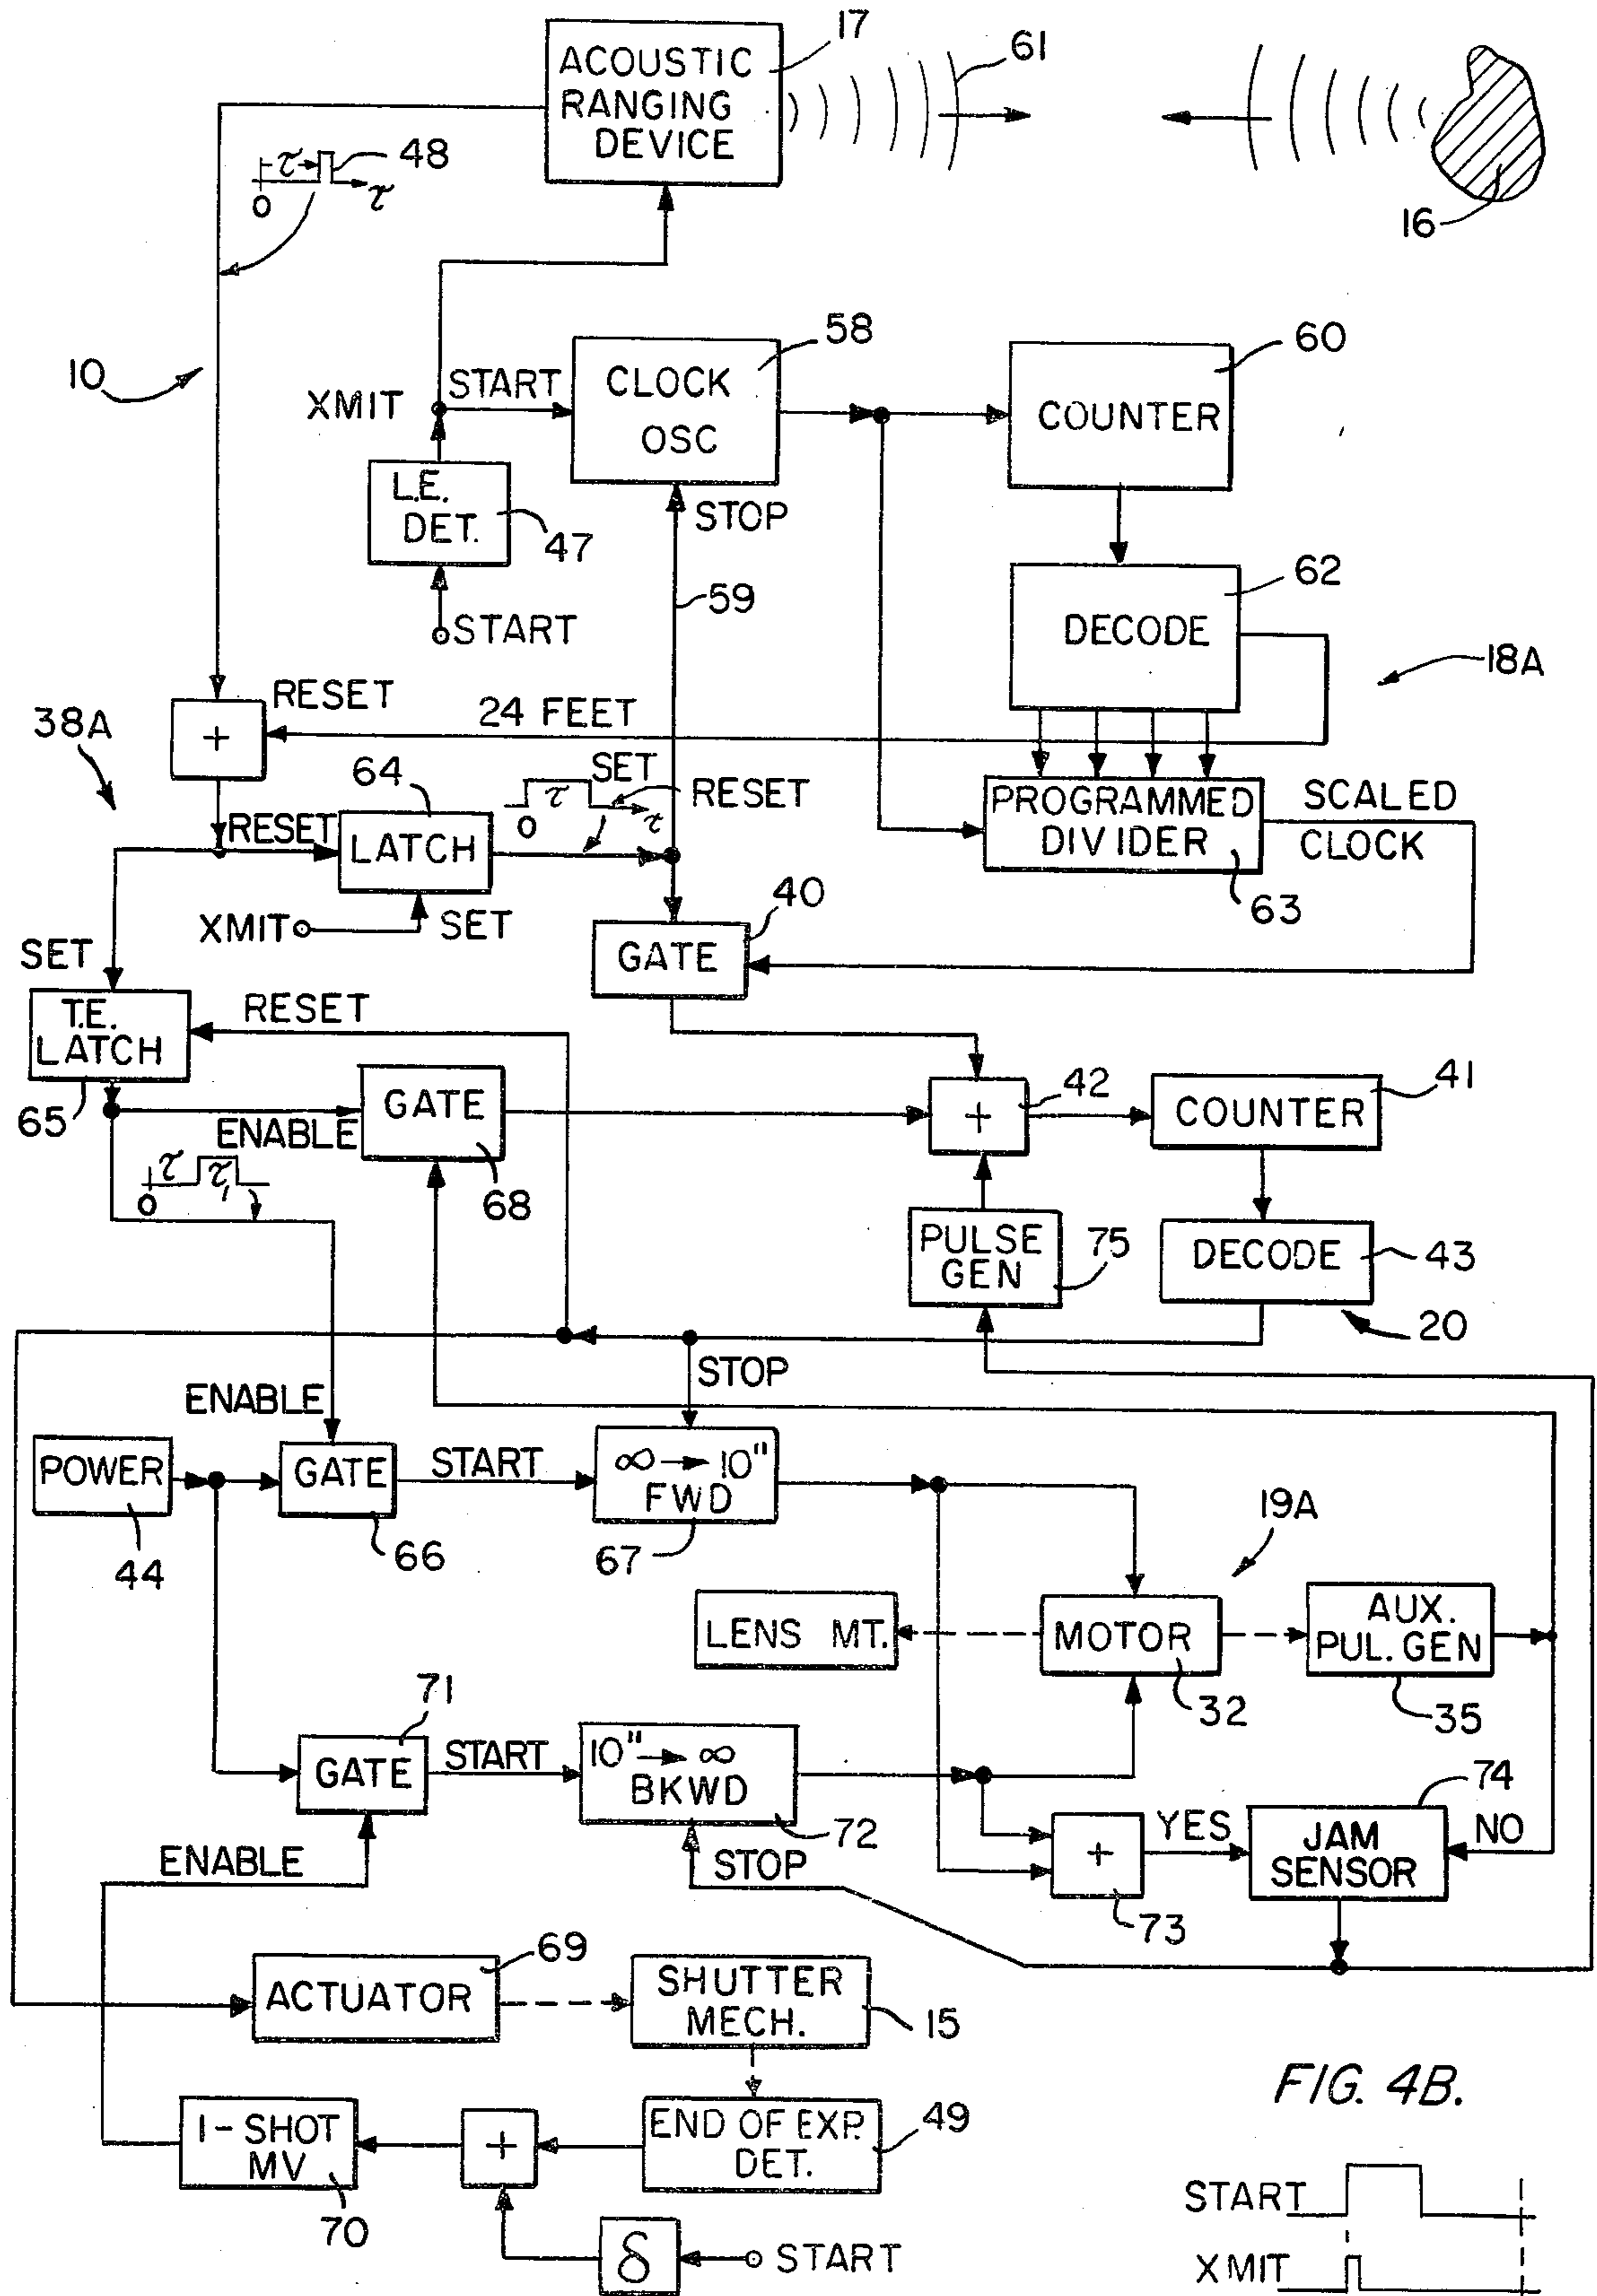 17
ACOUSTIC
RANGING
DEVICE
61
16
τ
48
0
τ
10
58
60
XMIT
START
CLOCK
OSC
COUNTER
L.E.
DET.
47
STOP
START
59
62
DECODE
18A
RESET
24 FEET
38A
+
64
SET
τ
RESET
0
τ
RESET
LATCH
PROGRAMMED
DIVIDER
63
SCALED
CLOCK
XMIT
SET
40
GATE
SET
T.E.
LATCH
65
RESET
GATE
68
ENABLE
+
42
COUNTER
41
τ
τ₁
0
PULSE
GEN
75
DECODE
43
20
STOP
ENABLE
POWER
44
GATE
66
START
∞ → 10"
FWD
67
19A
LENS MT.
MOTOR
32
AUX.
PUL. GEN
35
71
GATE
START
10" → ∞
BKWD
72
74
ENABLE
STOP
+
73
YES
JAM
SENSOR
NO
69
ACTUATOR
SHUTTER
MECH.
15
1-SHOT
MV
70
+
END OF EXP.
DET.
49
δ
START
FIG. 4B.
START
XMIT